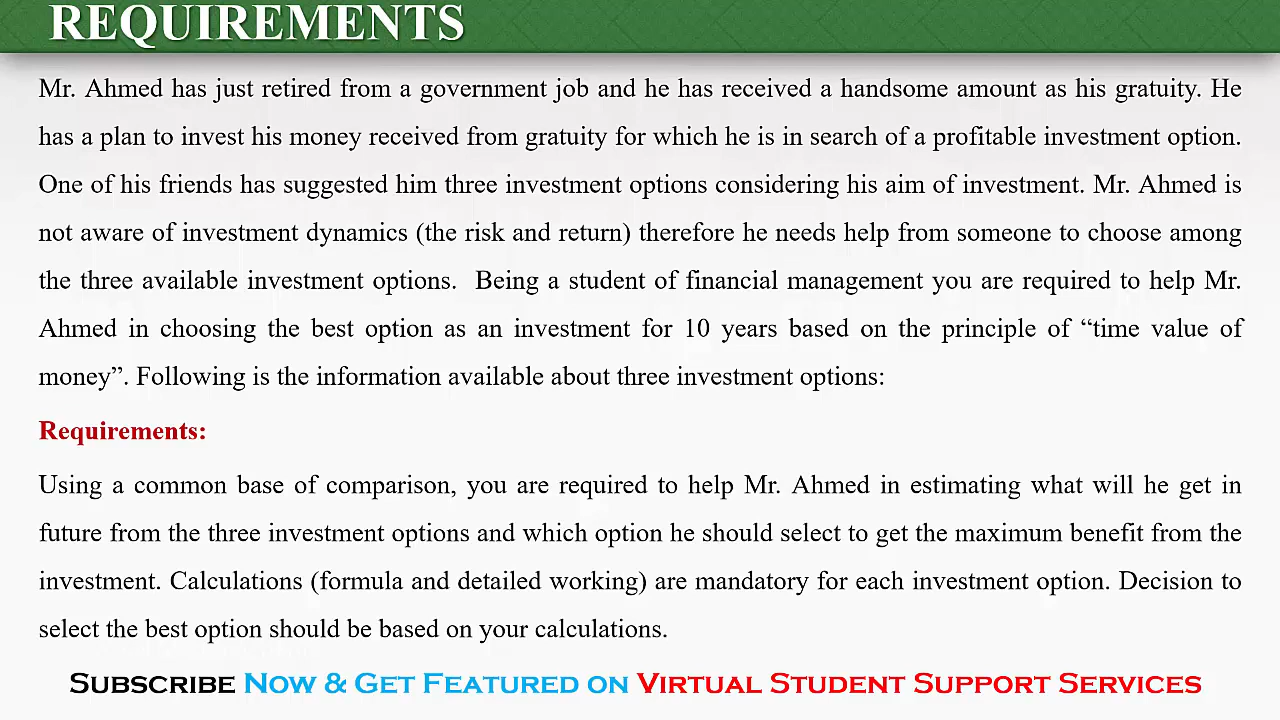 REQUIREMENTS
Mr. Ahmed has just retired from a government job and he has received a handsome amount as his gratuity. He
has a plan to invest his money received from gratuity for which he is in search of a profitable investment option.
One of his friends has suggested him three investment options considering his aim of investment. Mr. Ahmed is
not aware of investment dynamics (the risk and return) therefore he needs help from someone to choose among
the three available investment options. Being a student of financial management you are required to help Mr.
Ahmed in choosing the best option as an investment for 10 years based on the principle of “time value of
money”. Following is the information available about three investment options:
Requirements:
Using a common base of comparison, you are required to help Mr. Ahmed in estimating what will he get in
future from the three investment options and which option he should select to get the maximum benefit from the
investment. Calculations (formula and detailed working) are mandatory for each investment option. Decision to
select the best option should be based on your calculations.
SUBSCRIBE NOW & GET FEATURED ON VIRTUAL STUDENT SUPPORT SERVICES